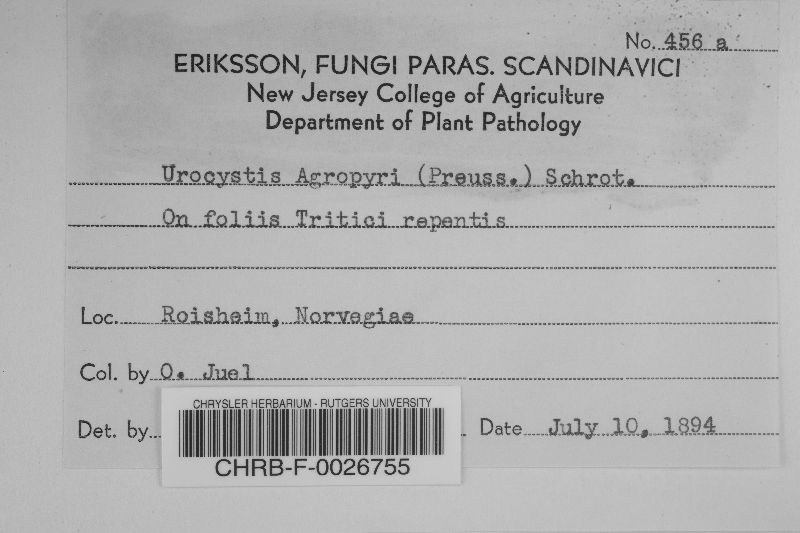 No. 456 a
ERIKSSON, FUNGI PARAS. SCANDINAVICI
New Jersey College of Agriculture
Department of Plant Pathology
Urocystis Agropyri (Preuss.) Schrot.
On foliis Tritici repentis
Loc. Roisheim, Norvegiae
Col. by O. Juel
Det. by Date July 10, 1894
CHRYSLER HERBARIUM - RUTGERS UNIVERSITY
CHRB-F-0026755